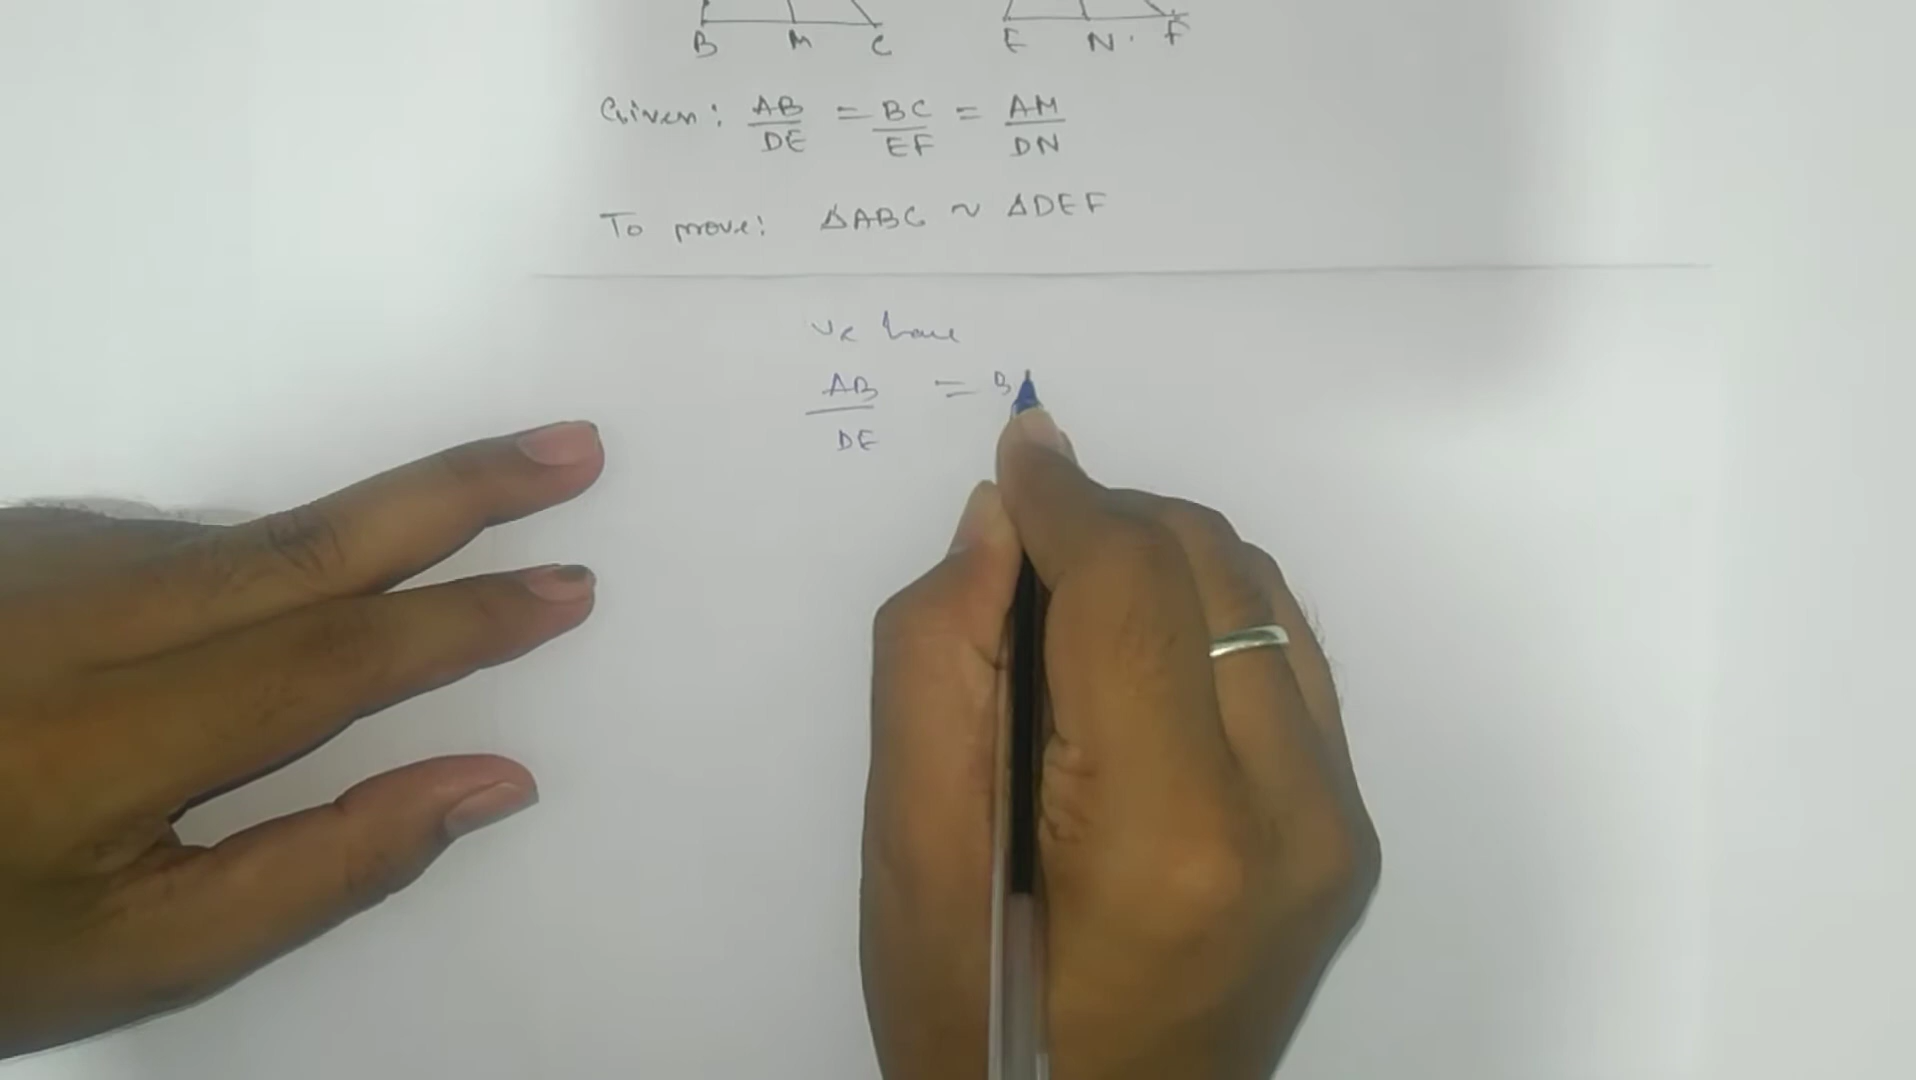 B M C E N F
Given: AB/DE = BC/EF = AM/DN
To prove: ΔABC ~ ΔDEF
we have
AB/DE = B